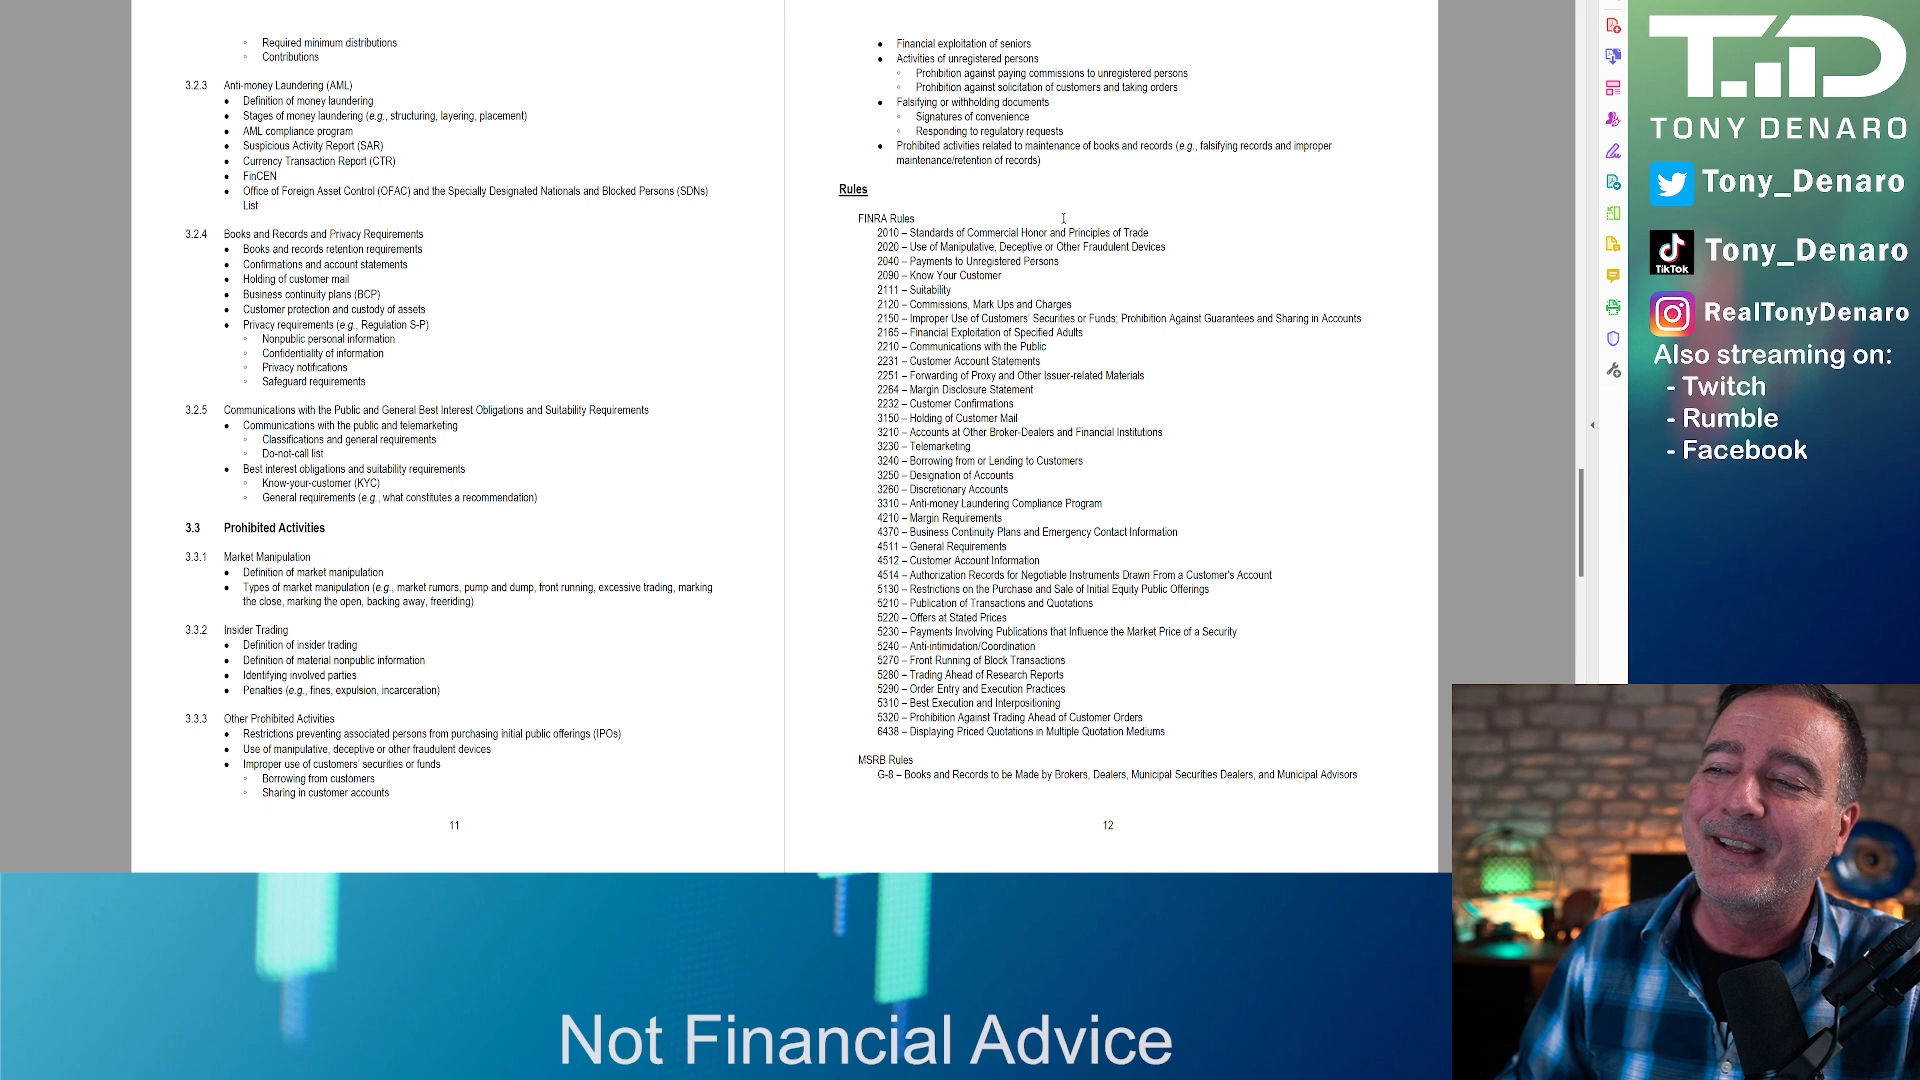 ◦ Required minimum distributions
◦ Contributions
3.2.3 Anti-money Laundering (AML)
• Definition of money laundering
• Stages of money laundering (e.g., structuring, layering, placement)
• AML compliance program
• Suspicious Activity Report (SAR)
• Currency Transaction Report (CTR)
• FinCEN
• Office of Foreign Asset Control (OFAC) and the Specially Designated Nationals and Blocked Persons (SDNs)
List
3.2.4 Books and Records and Privacy Requirements
• Books and records retention requirements
• Confirmations and account statements
• Holding of customer mail
• Business continuity plans (BCP)
• Customer protection and custody of assets
• Privacy requirements (e.g., Regulation S-P)
◦ Nonpublic personal information
◦ Confidentiality of information
◦ Privacy notifications
◦ Safeguard requirements
3.2.5 Communications with the Public and General Best Interest Obligations and Suitability Requirements
• Communications with the public and telemarketing
◦ Classifications and general requirements
◦ Do-not-call list
• Best interest obligations and suitability requirements
◦ Know-your-customer (KYC)
◦ General requirements (e.g., what constitutes a recommendation)
3.3 Prohibited Activities
3.3.1 Market Manipulation
• Definition of market manipulation
• Types of market manipulation (e.g., market rumors, pump and dump, front running, excessive trading, marking
the close, marking the open, backing away, freeriding)
3.3.2 Insider Trading
• Definition of insider trading
• Definition of material nonpublic information
• Identifying involved parties
• Penalties (e.g., fines, expulsion, incarceration)
3.3.3 Other Prohibited Activities
• Restrictions preventing associated persons from purchasing initial public offerings (IPOs)
• Use of manipulative, deceptive or other fraudulent devices
• Improper use of customers' securities or funds
◦ Borrowing from customers
◦ Sharing in customer accounts
11
• Financial exploitation of seniors
• Activities of unregistered persons
◦ Prohibition against paying commissions to unregistered persons
◦ Prohibition against solicitation of customers and taking orders
• Falsifying or withholding documents
◦ Signatures of convenience
◦ Responding to regulatory requests
• Prohibited activities related to maintenance of books and records (e.g., falsifying records and improper
maintenance/retention of records)
Rules
FINRA Rules
2010 – Standards of Commercial Honor and Principles of Trade
2020 – Use of Manipulative, Deceptive or Other Fraudulent Devices
2040 – Payments to Unregistered Persons
2090 – Know Your Customer
2111 – Suitability
2120 – Commissions, Mark Ups and Charges
2150 – Improper Use of Customers' Securities or Funds; Prohibition Against Guarantees and Sharing in Accounts
2165 – Financial Exploitation of Specified Adults
2210 – Communications with the Public
2231 – Customer Account Statements
2251 – Forwarding of Proxy and Other Issuer-related Materials
2264 – Margin Disclosure Statement
2232 – Customer Confirmations
3150 – Holding of Customer Mail
3210 – Accounts at Other Broker-Dealers and Financial Institutions
3230 – Telemarketing
3240 – Borrowing from or Lending to Customers
3250 – Designation of Accounts
3260 – Discretionary Accounts
3310 – Anti-money Laundering Compliance Program
4210 – Margin Requirements
4370 – Business Continuity Plans and Emergency Contact Information
4511 – General Requirements
4512 – Customer Account Information
4514 – Authorization Records for Negotiable Instruments Drawn From a Customer's Account
5130 – Restrictions on the Purchase and Sale of Initial Equity Public Offerings
5210 – Publication of Transactions and Quotations
5220 – Offers at Stated Prices
5230 – Payments Involving Publications that Influence the Market Price of a Security
5240 – Anti-intimidation/Coordination
5270 – Front Running of Block Transactions
5280 – Trading Ahead of Research Reports
5290 – Order Entry and Execution Practices
5310 – Best Execution and Interpositioning
5320 – Prohibition Against Trading Ahead of Customer Orders
6438 – Displaying Priced Quotations in Multiple Quotation Mediums
MSRB Rules
G-8 – Books and Records to be Made by Brokers, Dealers, Municipal Securities Dealers, and Municipal Advisors
12
TD
TONY DENARO
Tony_Denaro
TikTok
Tony_Denaro
RealTonyDenaro
Also streaming on:
- Twitch
- Rumble
- Facebook
Not Financial Advice